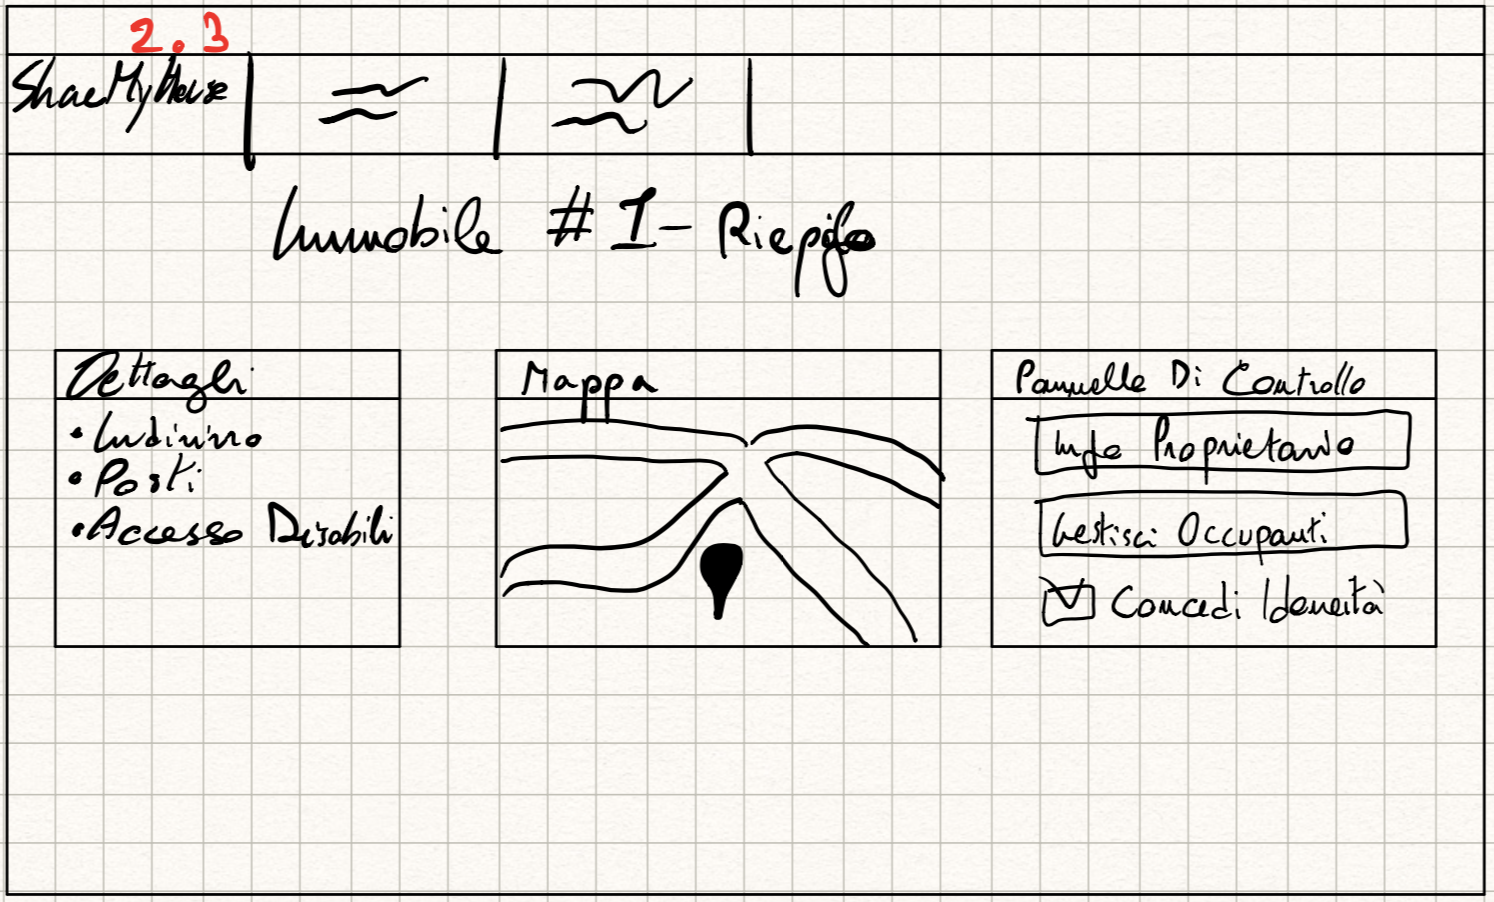 2.3
ShaeMyHouse
Immobile #1- Riepilogo
Dettagli
• Indirizzo
• Posti
• Accesso Disabili
Mappa
Pannello Di Controllo
Info Proprietario
Gestisci Occupanti
Concedi Idoneità